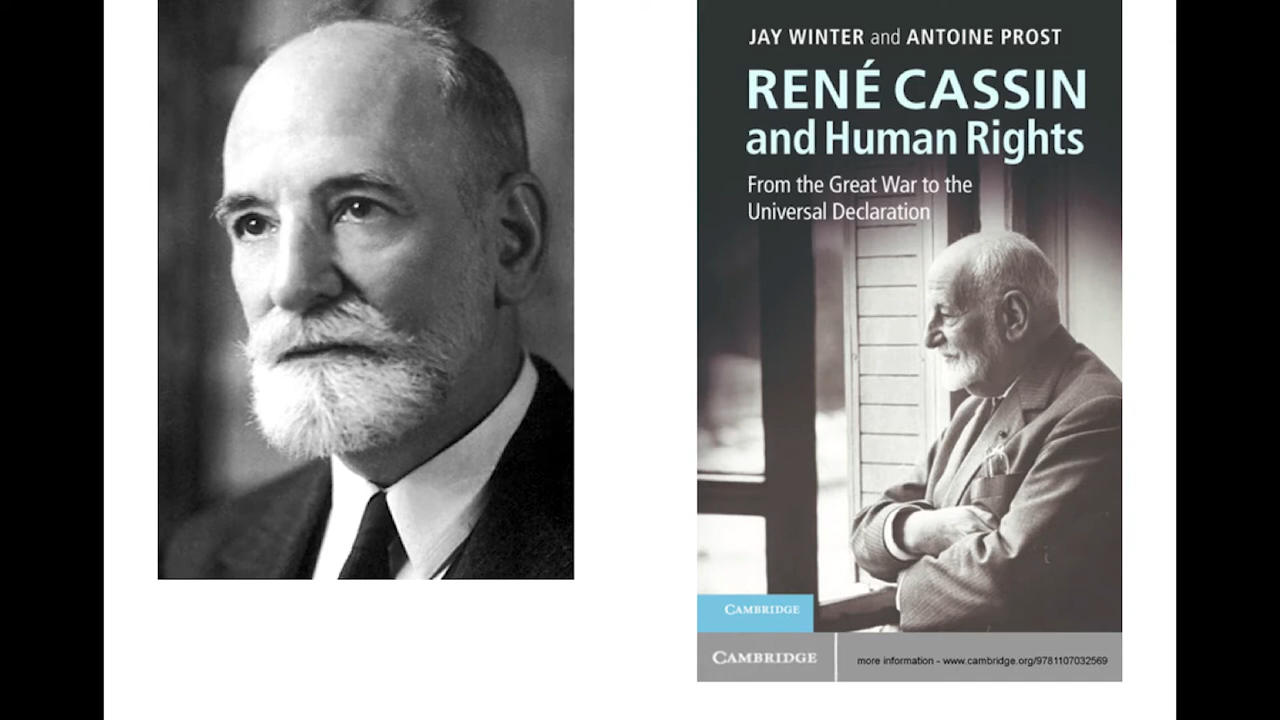 JAY WINTER and ANTOINE PROST
RENÉ CASSIN
and Human Rights
From the Great War to the
Universal Declaration
CAMBRIDGE
CAMBRIDGE
more information - www.cambridge.org/9781107032569